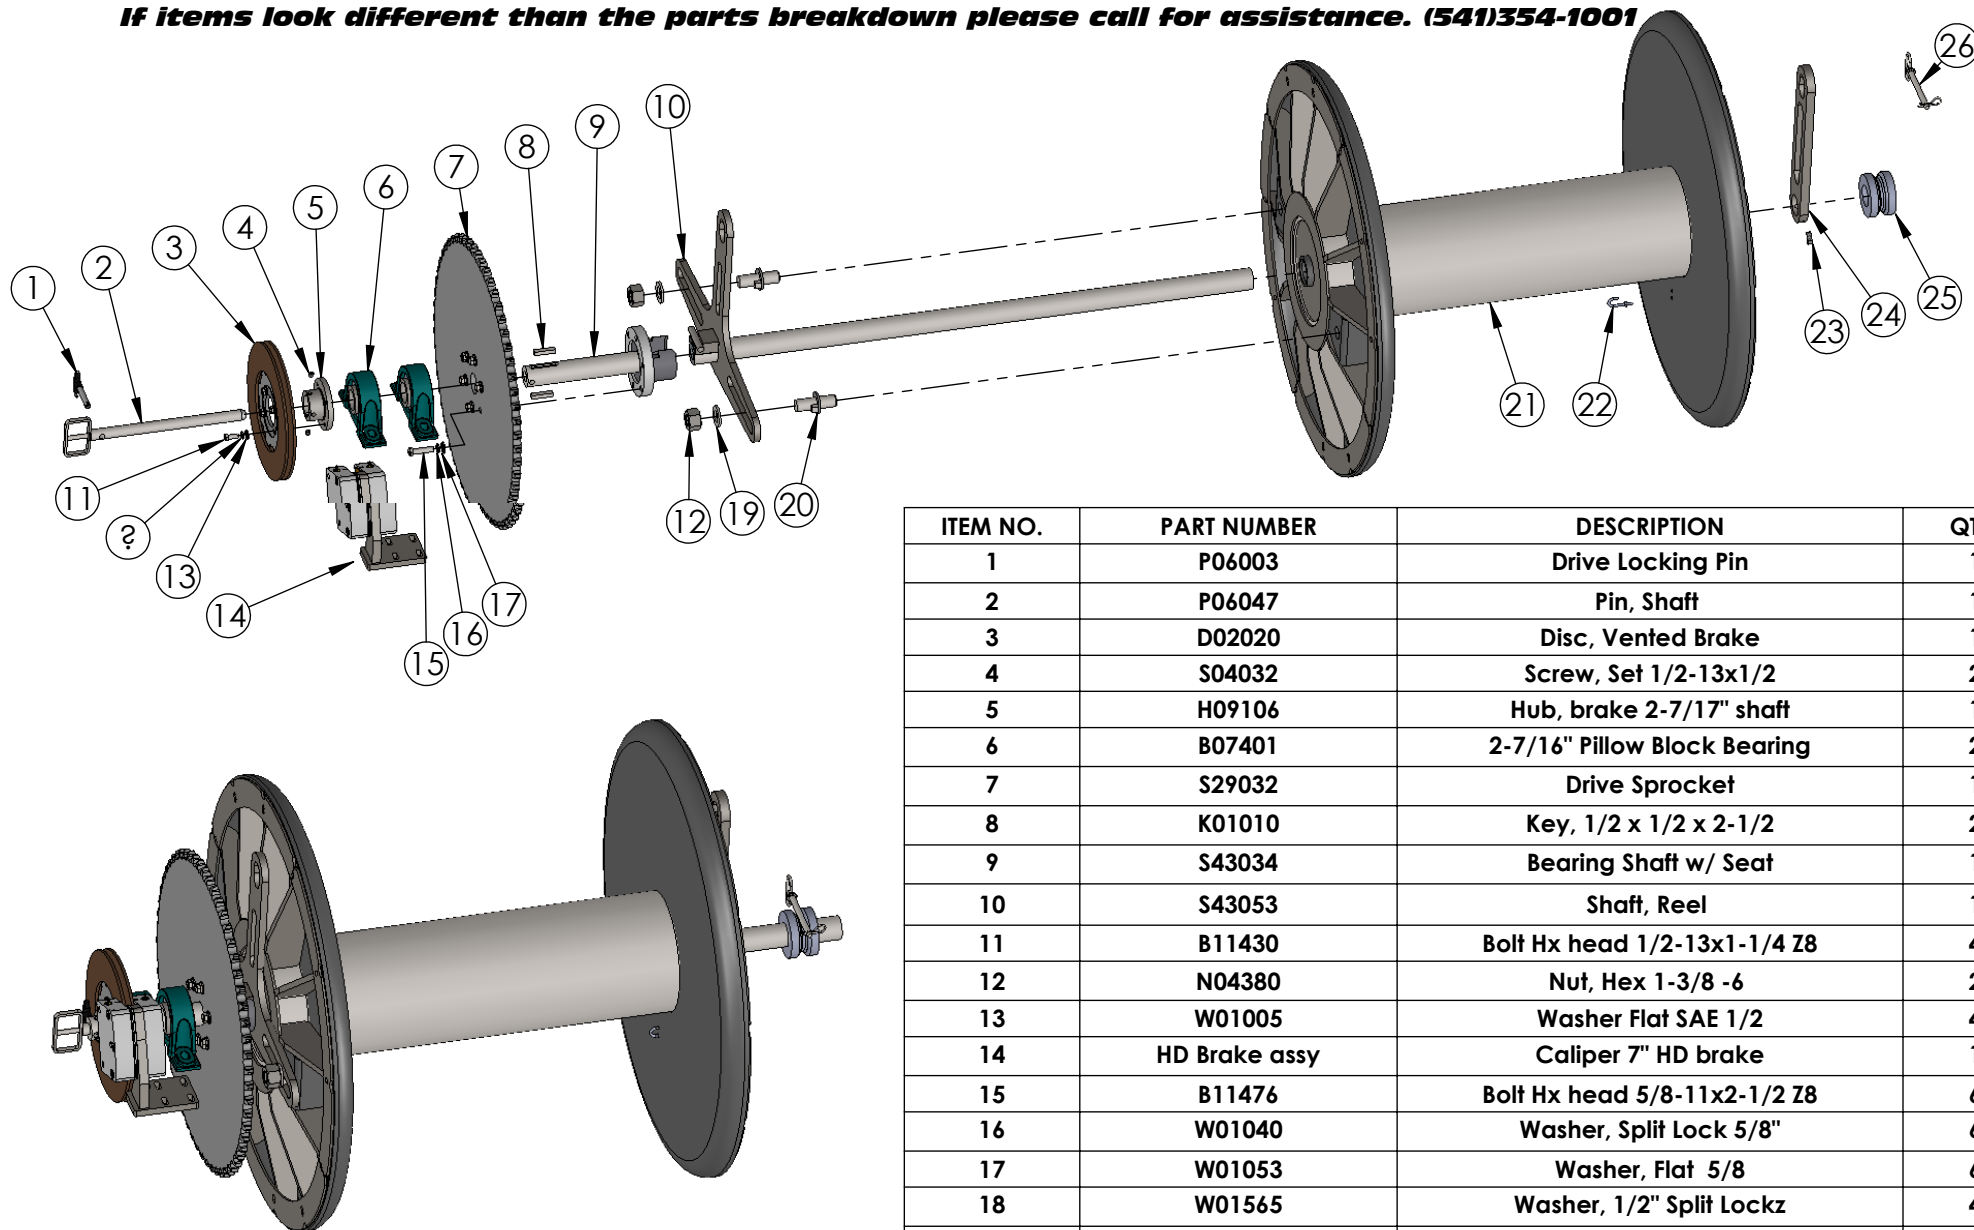 If items look different than the parts breakdown please call for assistance. (541)354-1001
26
10
9
8
7
6
5
4
3
2
1
25
24
23
22
21
20
19
12
11
?
13
14
17
16
15
ITEM NO. PART NUMBER DESCRIPTION
1 P06003 Drive Locking Pin
2 P06047 Pin, Shaft
3 D02020 Disc, Vented Brake
4 S04032 Screw, Set 1/2-13x1/2
5 H09106 Hub, brake 2-7/17" shaft
6 B07401 2-7/16" Pillow Block Bearing
7 S29032 Drive Sprocket
8 K01010 Key, 1/2 x 1/2 x 2-1/2
9 S43034 Bearing Shaft w/ Seat
10 S43053 Shaft, Reel
11 B11430 Bolt Hx head 1/2-13x1-1/4 Z8
12 N04380 Nut, Hex 1-3/8 -6
13 W01005 Washer Flat SAE 1/2
14 HD Brake assy Caliper 7" HD brake
15 B11476 Bolt Hx head 5/8-11x2-1/2 Z8
16 W01040 Washer, Split Lock 5/8"
17 W01053 Washer, Flat 5/8
18 W01565 Washer, 1/2" Split Lockz